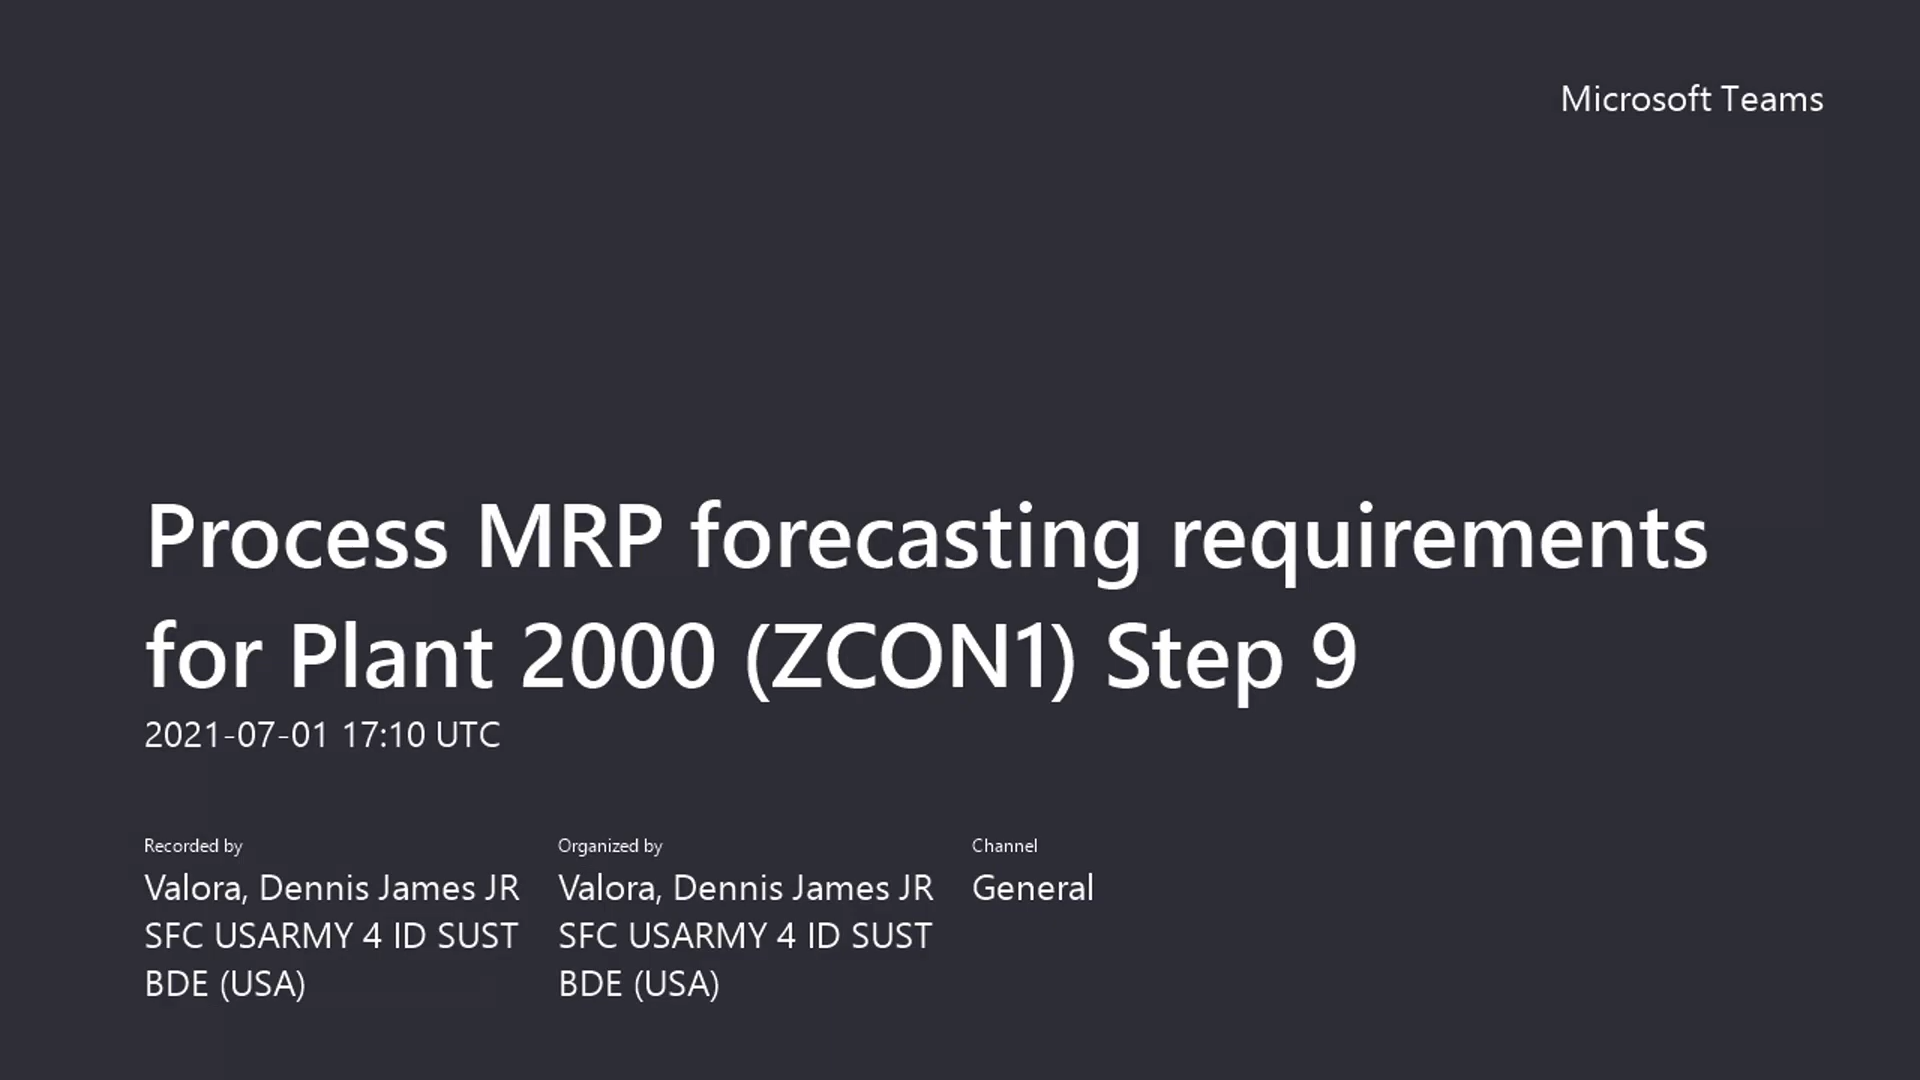 Microsoft Teams
Process MRP forecasting requirements
for Plant 2000 (ZCON1) Step 9
2021-07-01 17:10 UTC
Recorded by
Valora, Dennis James JR
SFC USARMY 4 ID SUST
BDE (USA)
Organized by
Valora, Dennis James JR
SFC USARMY 4 ID SUST
BDE (USA)
Channel
General